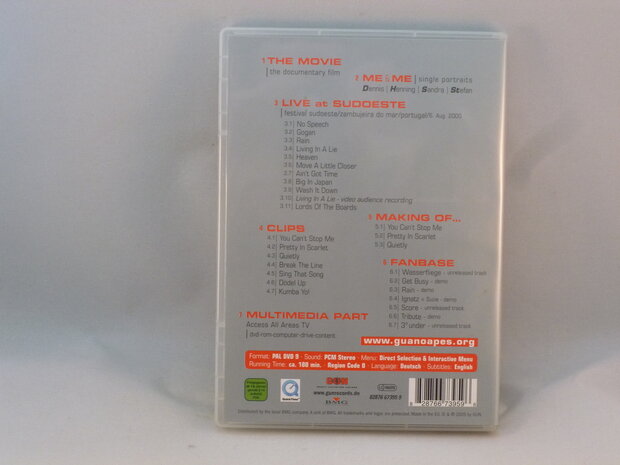 1 THE MOVIE
the documentary film
2 ME & ME | single portraits
Dennis | Henning | Sandra | Stefan
3 LIVE at SUDOESTE
festival sudoeste/zambujeira do mar/portugal/6. Aug. 2000
3.1| No Speech
3.2| Gogan
3.3| Rain
3.4| Living In A Lie
3.5| Heaven
3.6| Move A Little Closer
3.7| Ain't Got Time
3.8| Big In Japan
3.9| Wash It Down
3.10| Living In A Lie - video audience recording
3.11| Lords Of The Boards
4 CLIPS
4.1| You Can't Stop Me
4.2| Pretty In Scarlet
4.3| Quietly
4.4| Break The Line
4.5| Sing That Song
4.6| Dödel Up
4.7| Kumba Yo!
5 MAKING OF...
5.1| You Can't Stop Me
5.2| Pretty In Scarlet
5.3| Quietly
6 FANBASE
6.1| Wasserfliege - unreleased track
6.2| Get Busy - demo
6.3| Rain - demo
6.4| Ignatz + Susie - demo
6.5| Score - unreleased track
6.6| Tribute - demo
6.7| 3° under - unreleased track
7 MULTIMEDIA PART
Access All Areas TV
dvd-rom-computer-drive-content
www.guanoapes.org
Format: PAL DVD 9 - Sound: PCM Stereo - Menu: Direct Selection & Interactive Menu
Running Time: ca. 180 min. Region Code 0 - Language: Deutsch - Subtitles: English
GUN
www.gunrecords.de
BMG
82876 67395 9